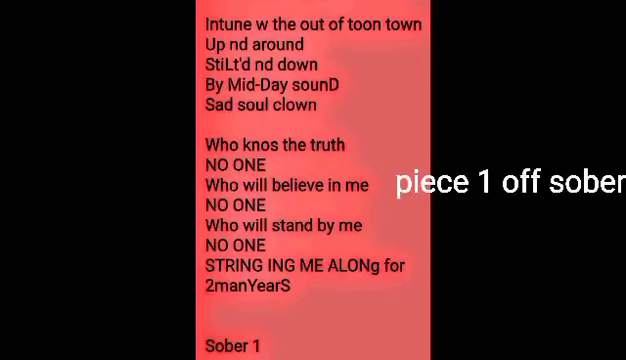 Intune w the out of toon town
Up nd around
StiLt'd nd down
By Mid-Day sounD
Sad soul clown
Who knos the truth
NO ONE
Who will believe in me
NO ONE
Who will stand by me
NO ONE
STRING ING ME ALONg for
2manYearS
Sober 1
piece 1 off sober